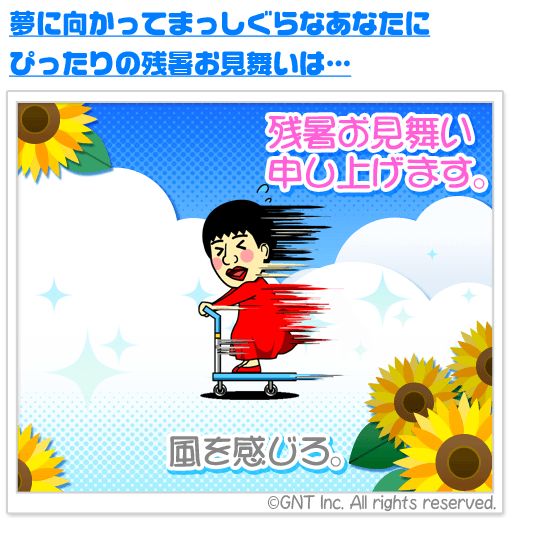 夢に向かってまっしぐらなあなたに
ぴったりの残暑お見舞いは…
残暑お見舞い
申し上げます。
風を感じろ。
©GNT Inc. All rights reserved.